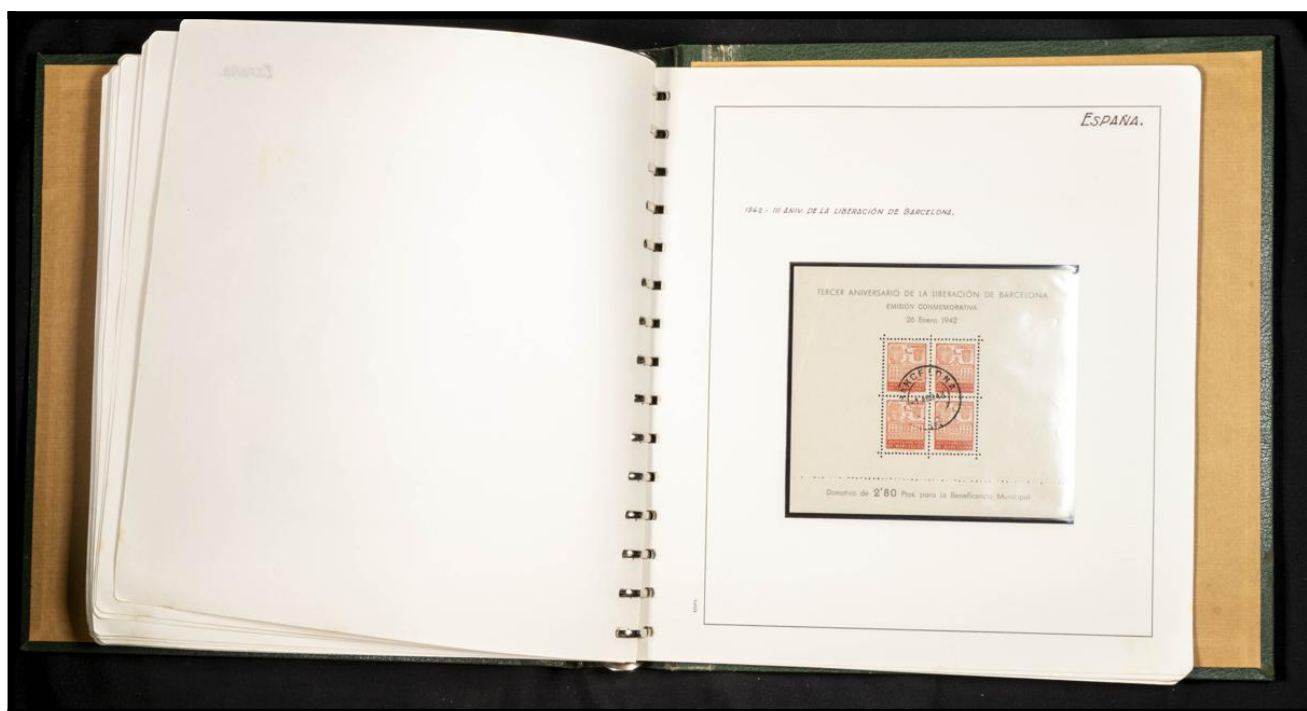 ESPAÑA.
1942.- III ANIV. DE LA LIBERACIÓN DE BARCELONA.
TERCER ANIVERSARIO DE LA LIBERACIÓN DE BARCELONA
EMISIÓN CONMEMORATIVA
26 Enero 1942
BARCELONA
Donativo de 2'80 Ptas para la Beneficencia Municipal